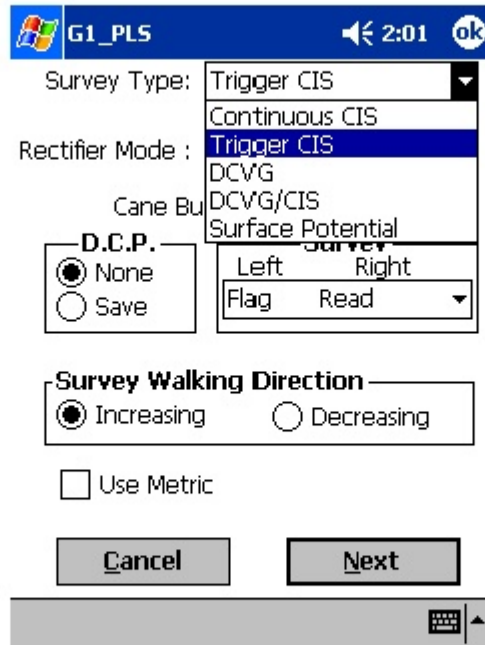 G1_PLS 2:01 ok
Survey Type: Trigger CIS
Continuous CIS
Rectifier Mode : Trigger CIS
DCVG
Cane Bu DCVG/CIS
Surface Potential
D.C.P. Survey
None Left Right
Save Flag Read
Survey Walking Direction
Increasing Decreasing
Use Metric
Cancel Next